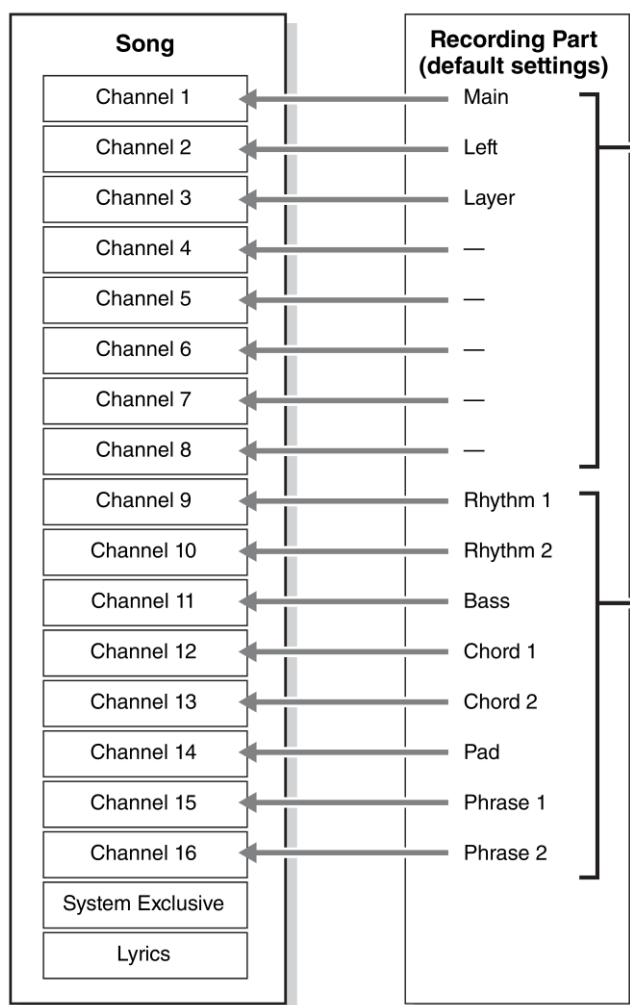 Song
Recording Part
(default settings)
Channel 1
Main
Channel 2
Left
Channel 3
Layer
Channel 4
—
Channel 5
—
Channel 6
—
Channel 7
—
Channel 8
—
Channel 9
Rhythm 1
Channel 10
Rhythm 2
Channel 11
Bass
Channel 12
Chord 1
Channel 13
Chord 2
Channel 14
Pad
Channel 15
Phrase 1
Channel 16
Phrase 2
System Exclusive
Lyrics